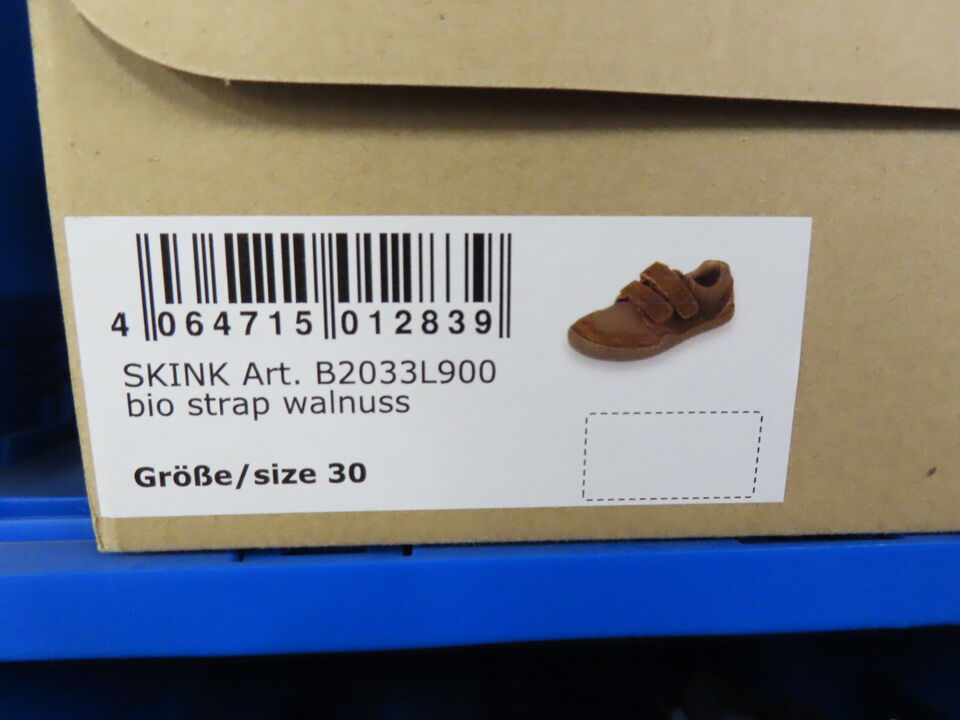 4 064715 012839
SKINK Art. B2033L900
bio strap walnuss
Größe/size 30